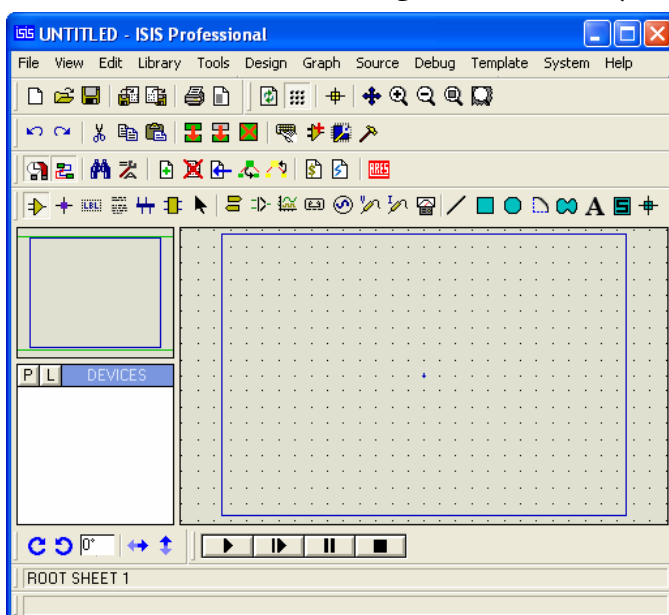 isis UNTITLED - ISIS Professional
File View Edit Library Tools Design Graph Source Debug Template System Help
LBL
A S
P L DEVICES
0°
ROOT SHEET 1